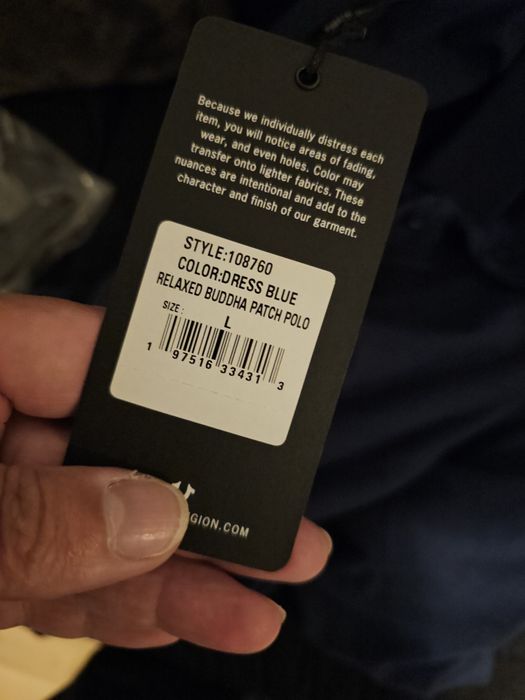 Because we individually distress each
item, you will notice areas of fading,
wear, and even holes. Color may
transfer onto lighter fabrics. These
nuances are intentional and add to the
character and finish of our garment.
STYLE:108760
COLOR:DRESS BLUE
RELAXED BUDDHA PATCH POLO
SIZE:
L
1 97516 33431 3
GION.COM